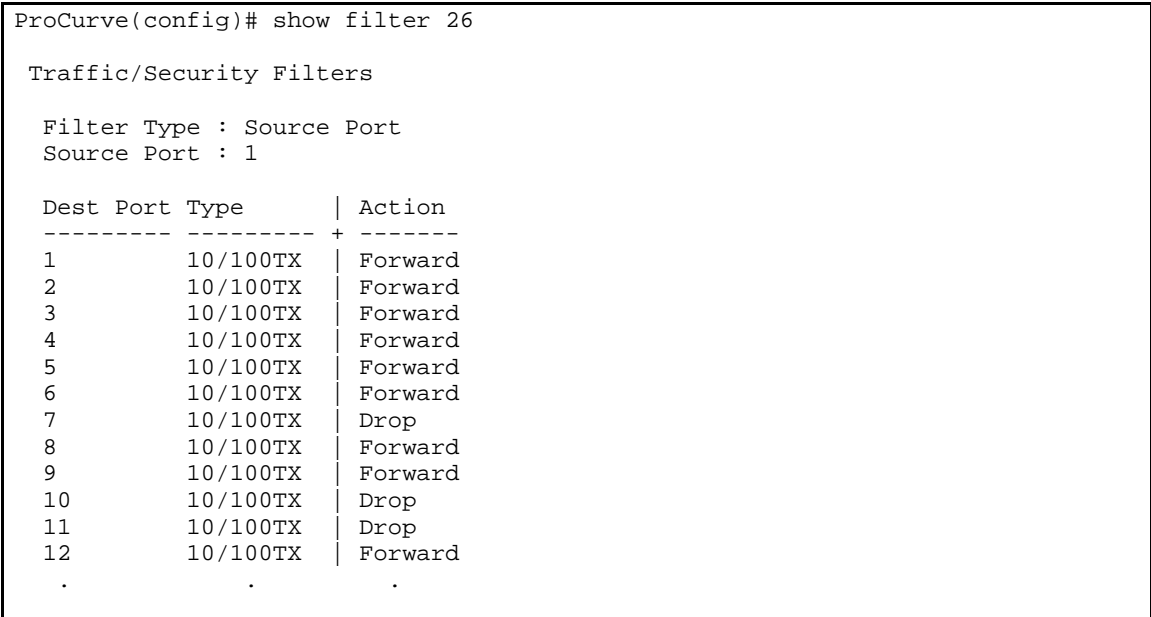 ProCurve(config)# show filter 26
Traffic/Security Filters
Filter Type : Source Port
Source Port : 1
Dest Port Type      | Action
--------- --------- + -------
1         10/100TX  | Forward
2         10/100TX  | Forward
3         10/100TX  | Forward
4         10/100TX  | Forward
5         10/100TX  | Forward
6         10/100TX  | Forward
7         10/100TX  | Drop
8         10/100TX  | Forward
9         10/100TX  | Forward
10        10/100TX  | Drop
11        10/100TX  | Drop
12        10/100TX  | Forward
.             .          .